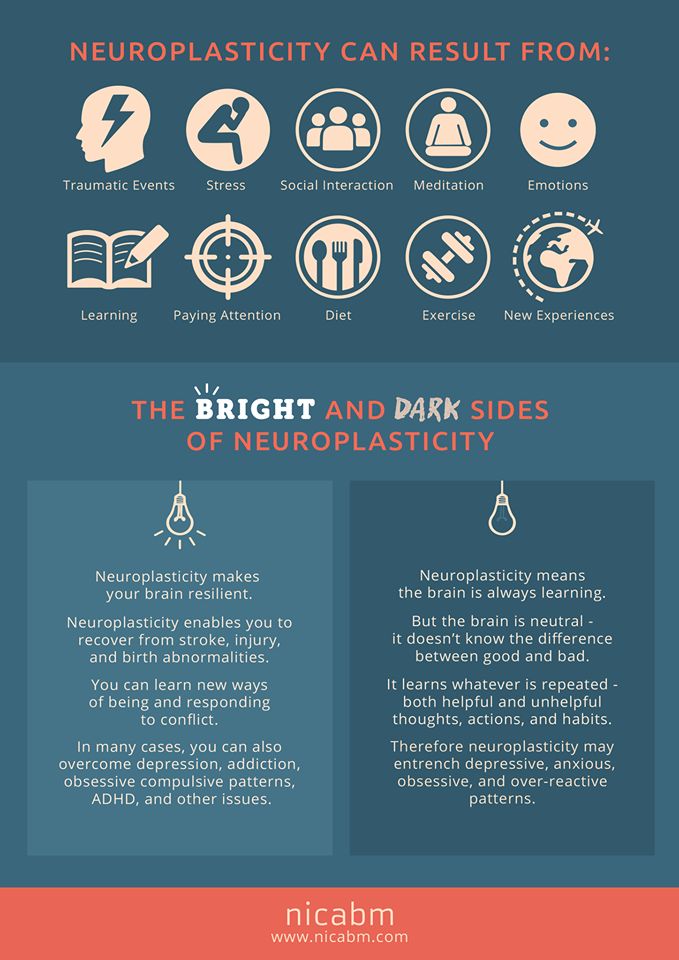 NEUROPLASTICITY CAN RESULT FROM:
Traumatic Events
Stress
Social Interaction
Meditation
Emotions
Learning
Paying Attention
Diet
Exercise
New Experiences
THE BRIGHT AND DARK SIDES
OF NEUROPLASTICITY
Neuroplasticity makes
your brain resilient.
Neuroplasticity enables you to
recover from stroke, injury,
and birth abnormalities.
You can learn new ways
of being and responding
to conflict.
In many cases, you can also
overcome depression, addiction,
obsessive compulsive patterns,
ADHD, and other issues.
Neuroplasticity means
the brain is always learning.
But the brain is neutral -
it doesn’t know the difference
between good and bad.
It learns whatever is repeated -
both helpful and unhelpful
thoughts, actions, and habits.
Therefore neuroplasticity may
entrench depressive, anxious,
obsessive, and over-reactive
patterns.
nicabm
www.nicabm.com